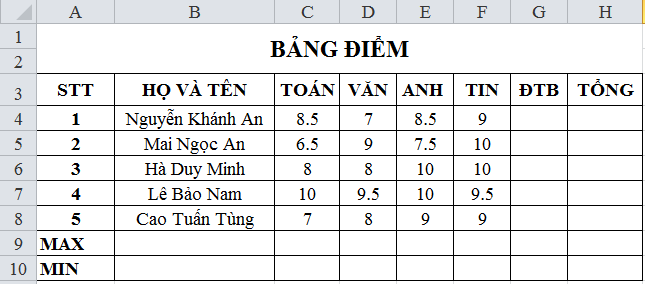 A B C D E F G H
1
2 BẢNG ĐIỂM
3 STT HỌ VÀ TÊN TOÁN VĂN ANH TIN ĐTB TỔNG
4 1 Nguyễn Khánh An 8.5 7 8.5 9
5 2 Mai Ngọc An 6.5 9 7.5 10
6 3 Hà Duy Minh 8 8 10 10
7 4 Lê Bảo Nam 10 9.5 10 9.5
8 5 Cao Tuấn Tùng 7 8 9 9
9 MAX
10 MIN